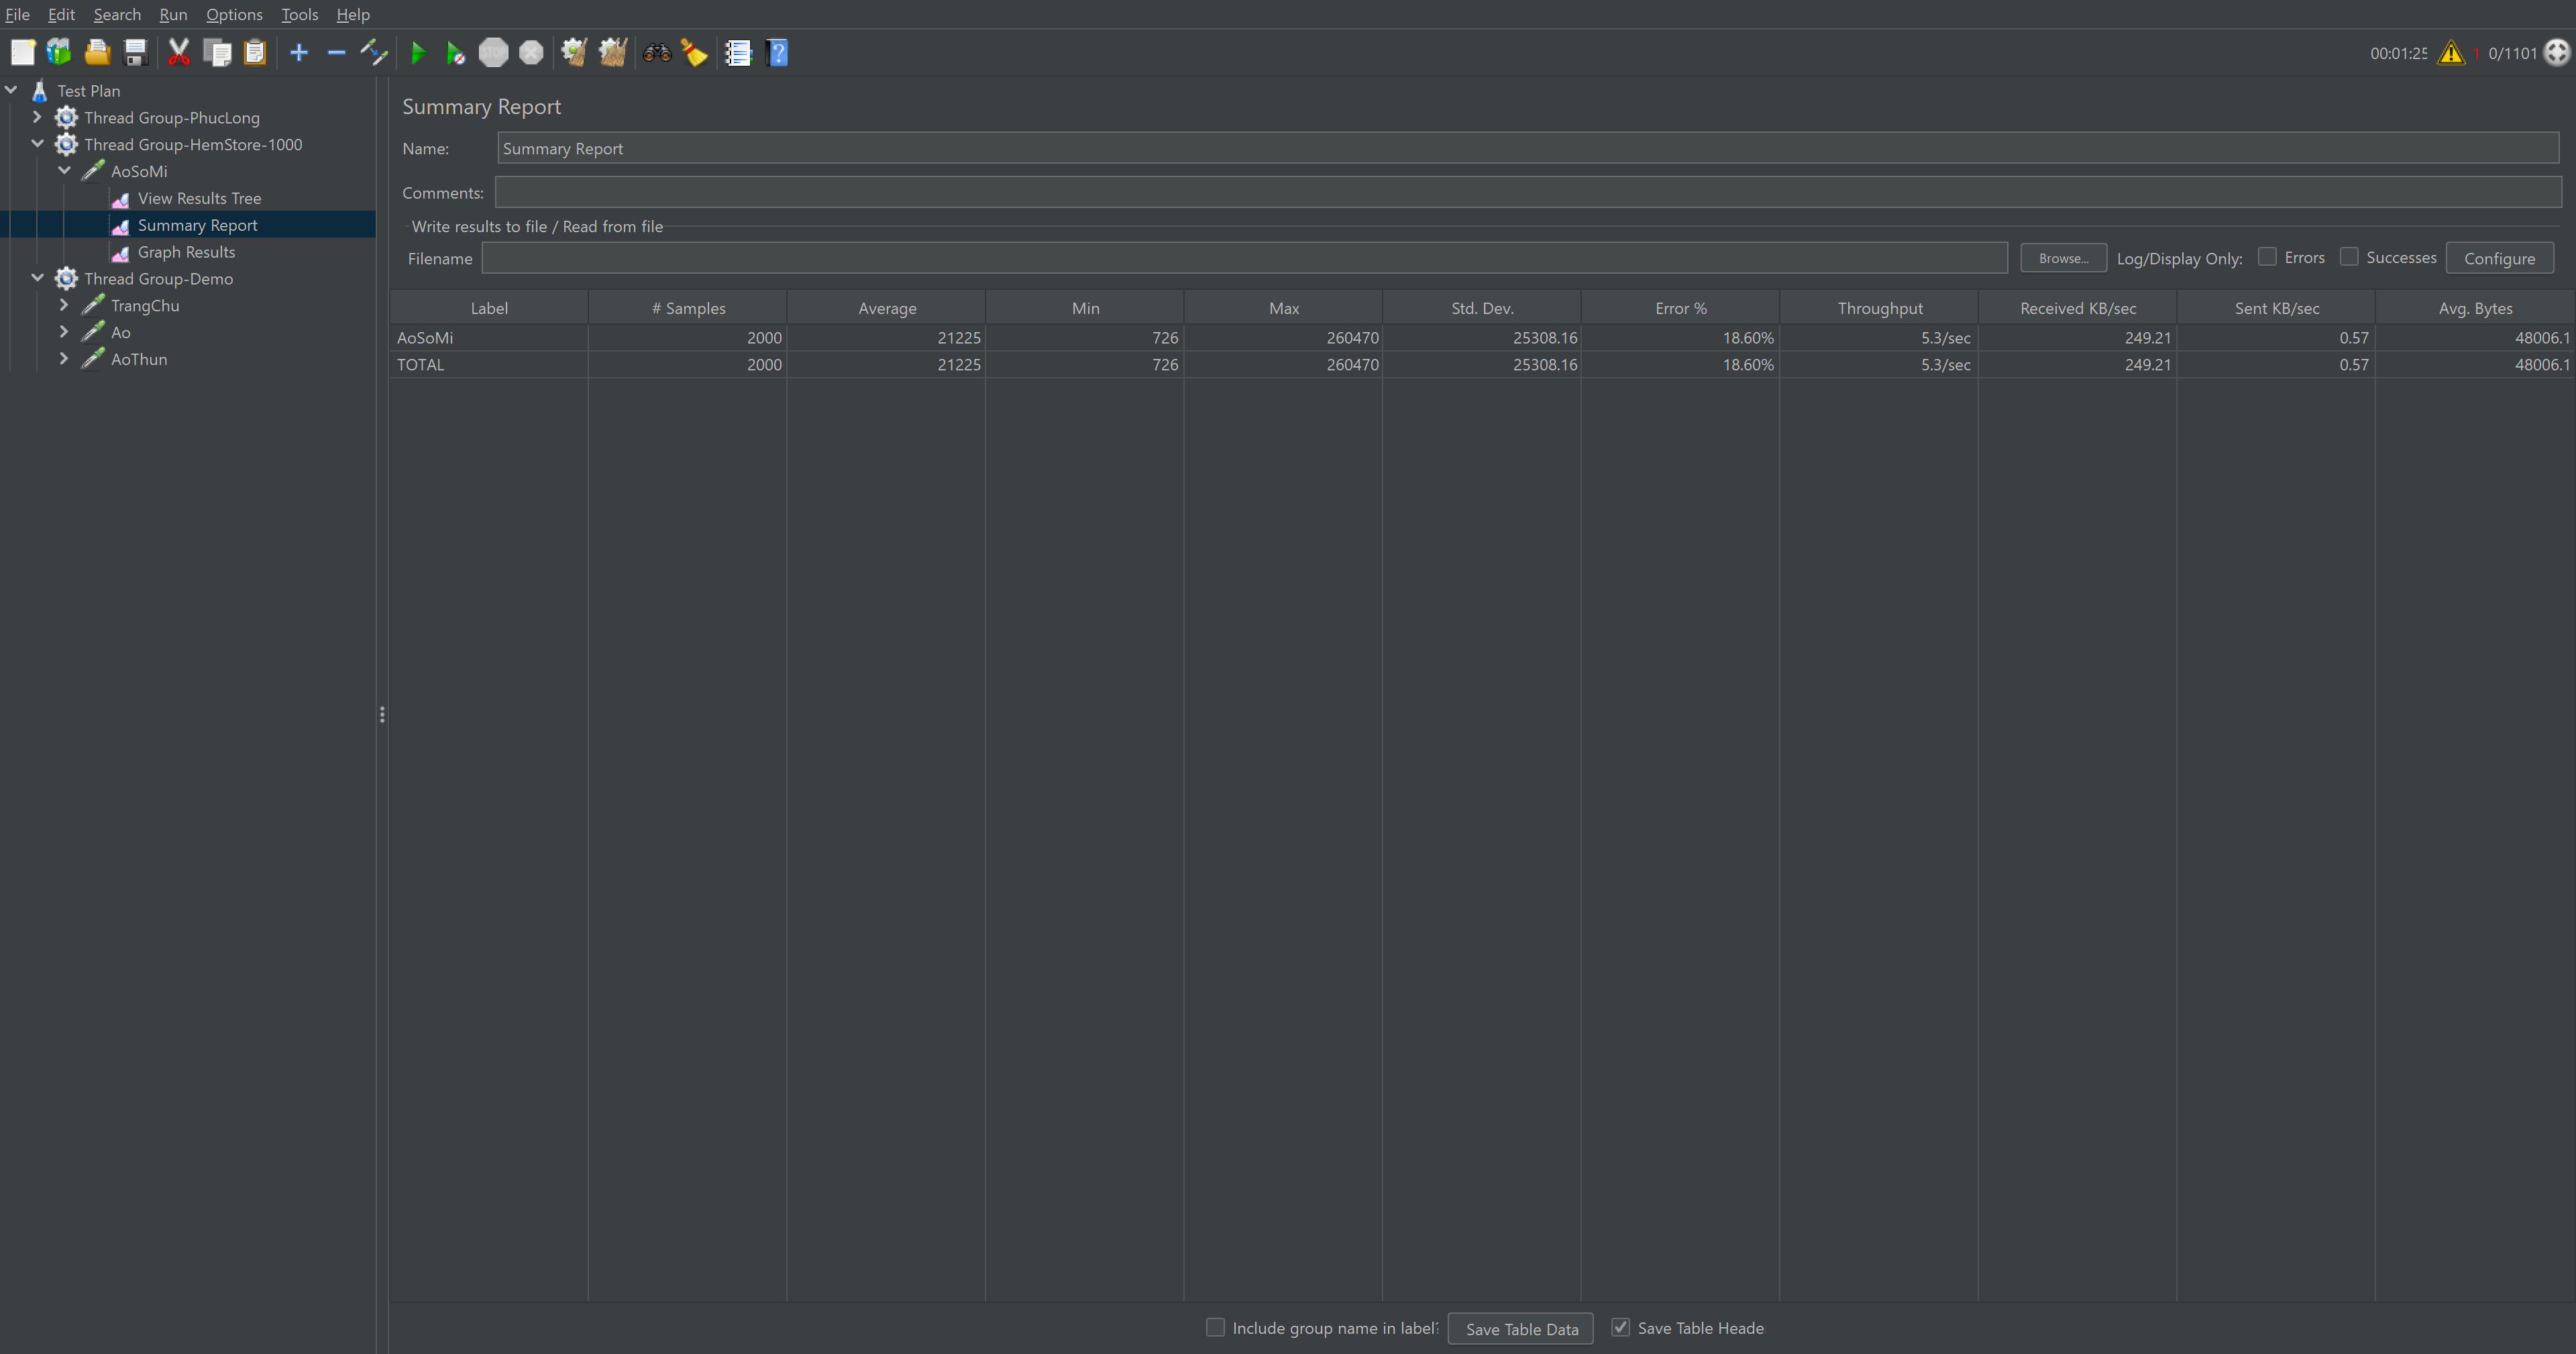 File Edit Search Run Options Tools Help
00:01:25 1 0/1101
Test Plan
Thread Group-PhucLong
Thread Group-HemStore-1000
AoSoMi
View Results Tree
Summary Report
Graph Results
Thread Group-Demo
TrangChu
Ao
AoThun
Summary Report
Name: Summary Report
Comments:
Write results to file / Read from file
Filename Browse... Log/Display Only: Errors Successes Configure
Label # Samples Average Min Max Std. Dev. Error % Throughput Received KB/sec Sent KB/sec Avg. Bytes
AoSoMi 2000 21225 726 260470 25308.16 18.60% 5.3/sec 249.21 0.57 48006.1
TOTAL 2000 21225 726 260470 25308.16 18.60% 5.3/sec 249.21 0.57 48006.1
Include group name in label? Save Table Data Save Table Heade